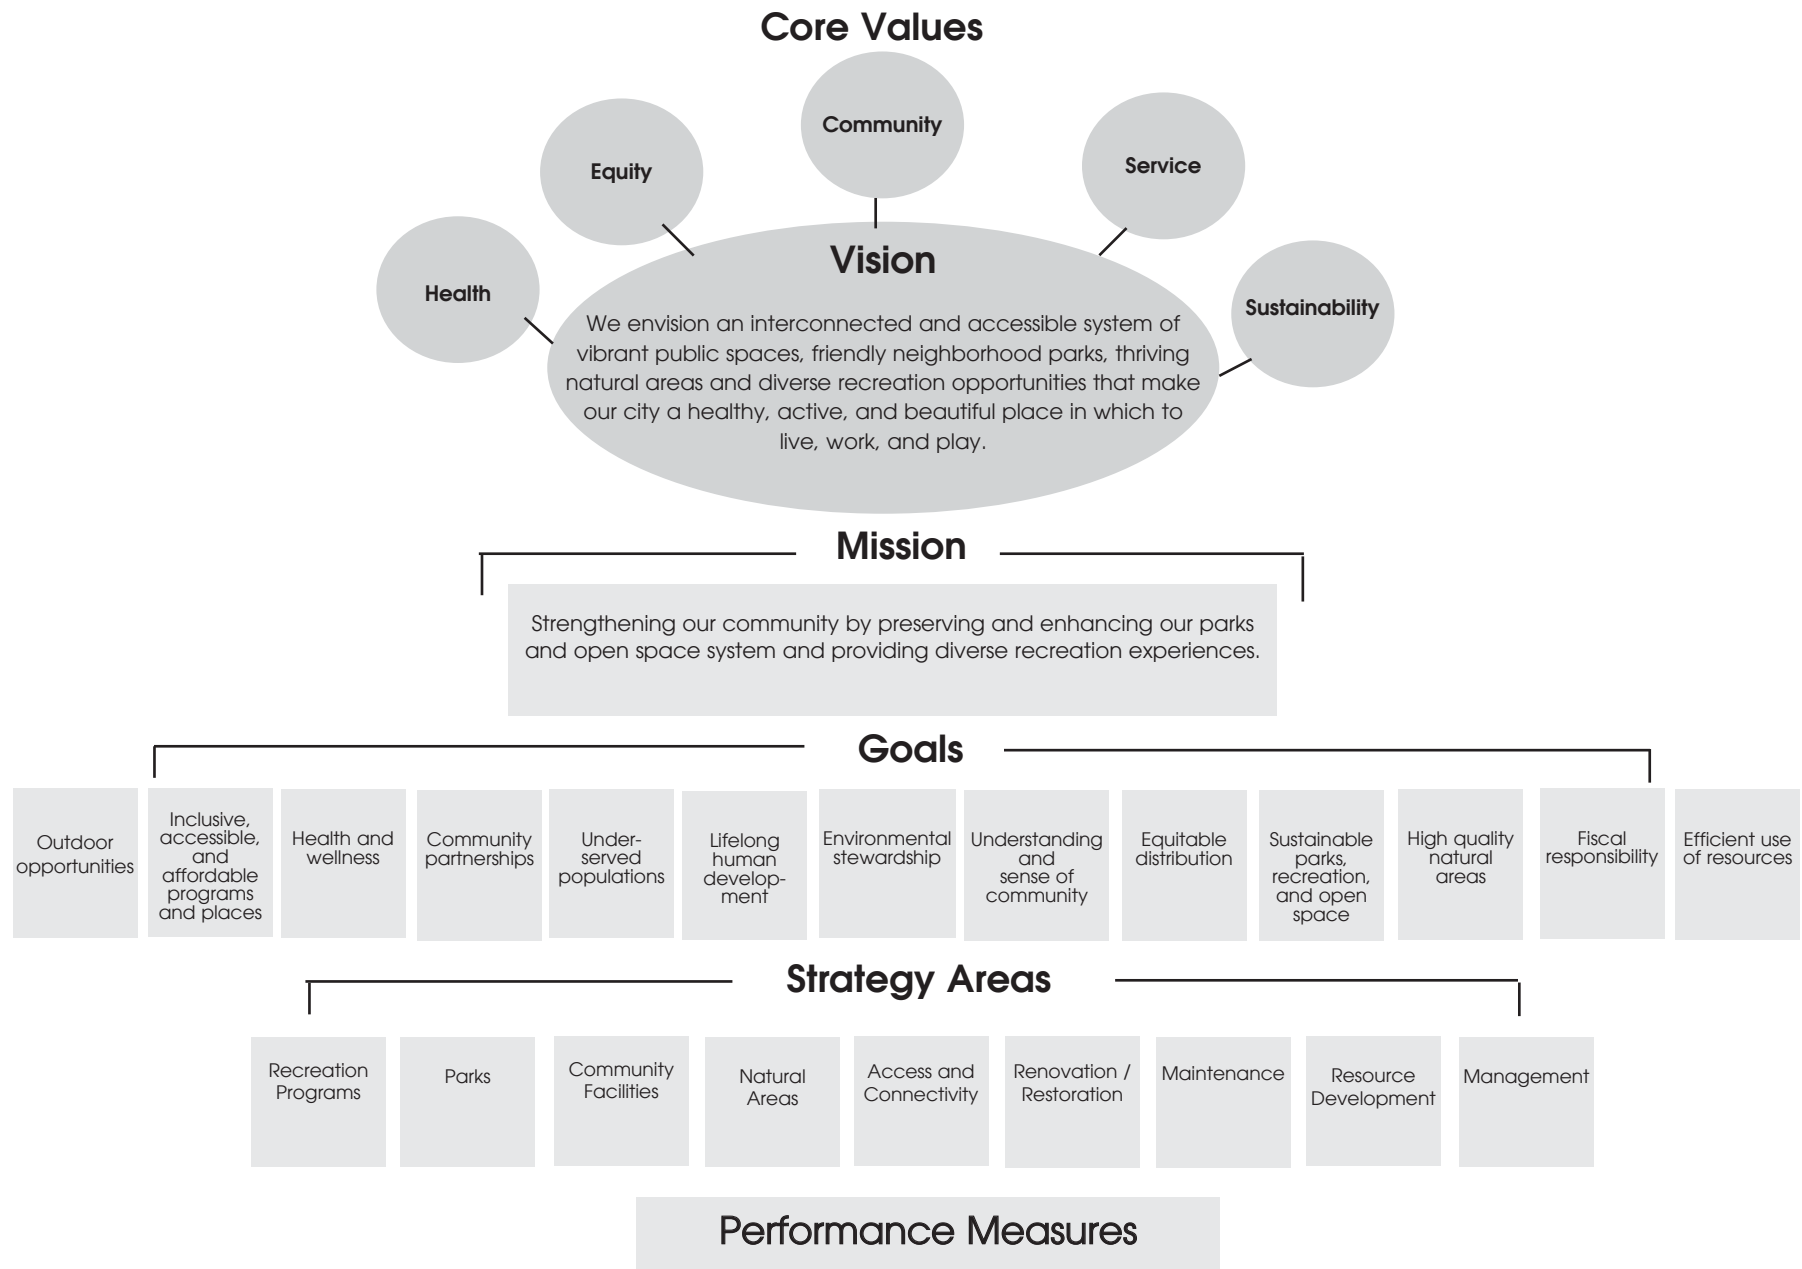 Core Values
Community
Equity
Service
Health
Sustainability
Vision
We envision an interconnected and accessible system of
vibrant public spaces, friendly neighborhood parks, thriving
natural areas and diverse recreation opportunities that make
our city a healthy, active, and beautiful place in which to
live, work, and play.
Mission
Strengthening our community by preserving and enhancing our parks
and open space system and providing diverse recreation experiences.
Goals
Outdoor
opportunities
Inclusive,
accessible,
and
affordable
programs
and places
Health and
wellness
Community
partnerships
Under-
served
populations
Lifelong
human
develop-
ment
Environmental
stewardship
Understanding
and
sense of
community
Equitable
distribution
Sustainable
parks,
recreation,
and open
space
High quality
natural
areas
Fiscal
responsibility
Efficient use
of resources
Strategy Areas
Recreation
Programs
Parks
Community
Facilities
Natural
Areas
Access and
Connectivity
Renovation /
Restoration
Maintenance
Resource
Development
Management
Performance Measures